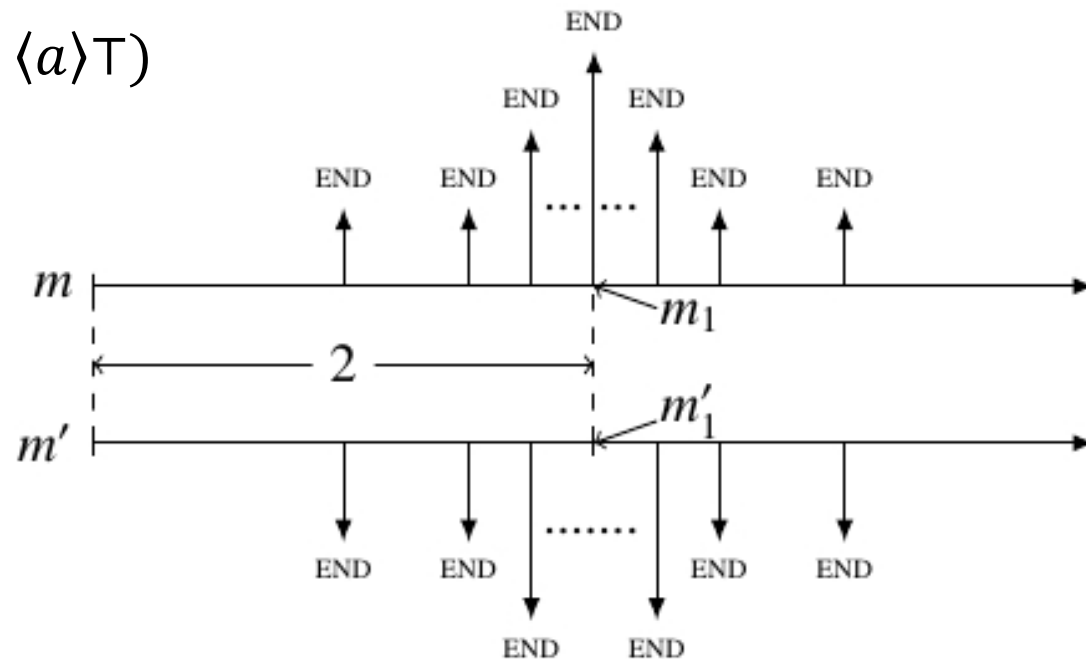 END
⟨a⟩⊤)
END END
END END END END
... ...
m
m₁
2
m′₁
m′
.......
END END END END
END END